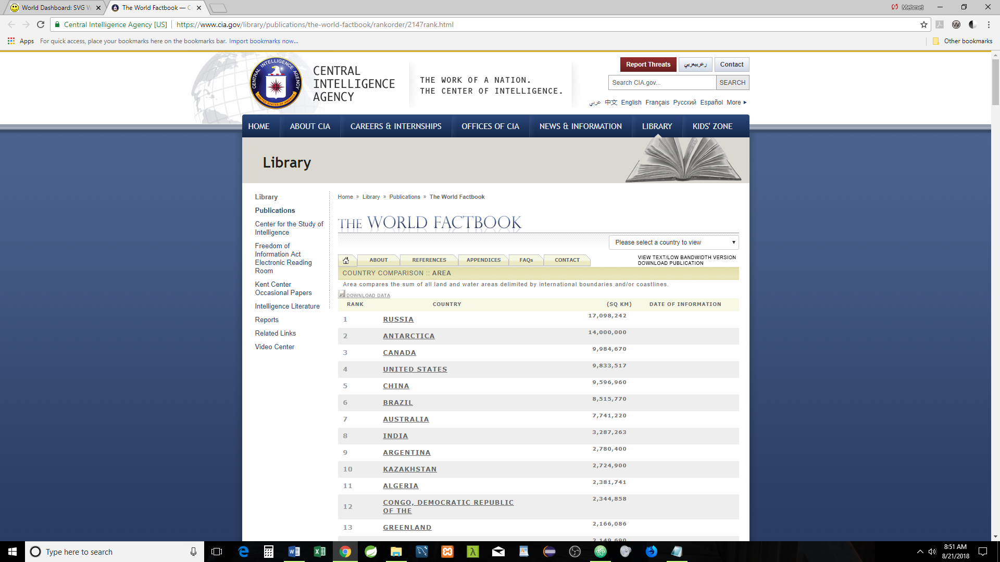 World Dashboard: SVG W
The World Factbook — C
Mehmet
Central Intelligence Agency [US]
https://www.cia.gov/library/publications/the-world-factbook/rankorder/2147rank.html
Apps
For quick access, place your bookmarks here on the bookmarks bar. Import bookmarks now...
Other bookmarks
CENTRAL INTELLIGENCE AGENCY
UNITED STATES OF AMERICA
CENTRAL
INTELLIGENCE
AGENCY
THE WORK OF A NATION.
THE CENTER OF INTELLIGENCE.
Report Threats
Contact
Search CIA.gov...
SEARCH
عربي 中文 English Français Русский Español More
HOME
ABOUT CIA
CAREERS & INTERNSHIPS
OFFICES OF CIA
NEWS & INFORMATION
LIBRARY
KIDS' ZONE
Library
Library
Publications
Center for the Study of
Intelligence
Freedom of
Information Act
Electronic Reading
Room
Kent Center
Occasional Papers
Intelligence Literature
Reports
Related Links
Video Center
Home » Library » Publications » The World Factbook
THE WORLD FACTBOOK
Please select a country to view
ABOUT
REFERENCES
APPENDICES
FAQs
CONTACT
VIEW TEXT/LOW BANDWIDTH VERSION
DOWNLOAD PUBLICATION
COUNTRY COMPARISON :: AREA
Area compares the sum of all land and water areas delimited by international boundaries and/or coastlines.
DOWNLOAD DATA
RANK COUNTRY (SQ KM) DATE OF INFORMATION
1 RUSSIA 17,098,242
2 ANTARCTICA 14,000,000
3 CANADA 9,984,670
4 UNITED STATES 9,833,517
5 CHINA 9,596,960
6 BRAZIL 8,515,770
7 AUSTRALIA 7,741,220
8 INDIA 3,287,263
9 ARGENTINA 2,780,400
10 KAZAKHSTAN 2,724,900
11 ALGERIA 2,381,741
12 CONGO, DEMOCRATIC REPUBLIC 2,344,858
OF THE
13 GREENLAND 2,166,086
2,149,690
Type here to search
8:51 AM
8/21/2018